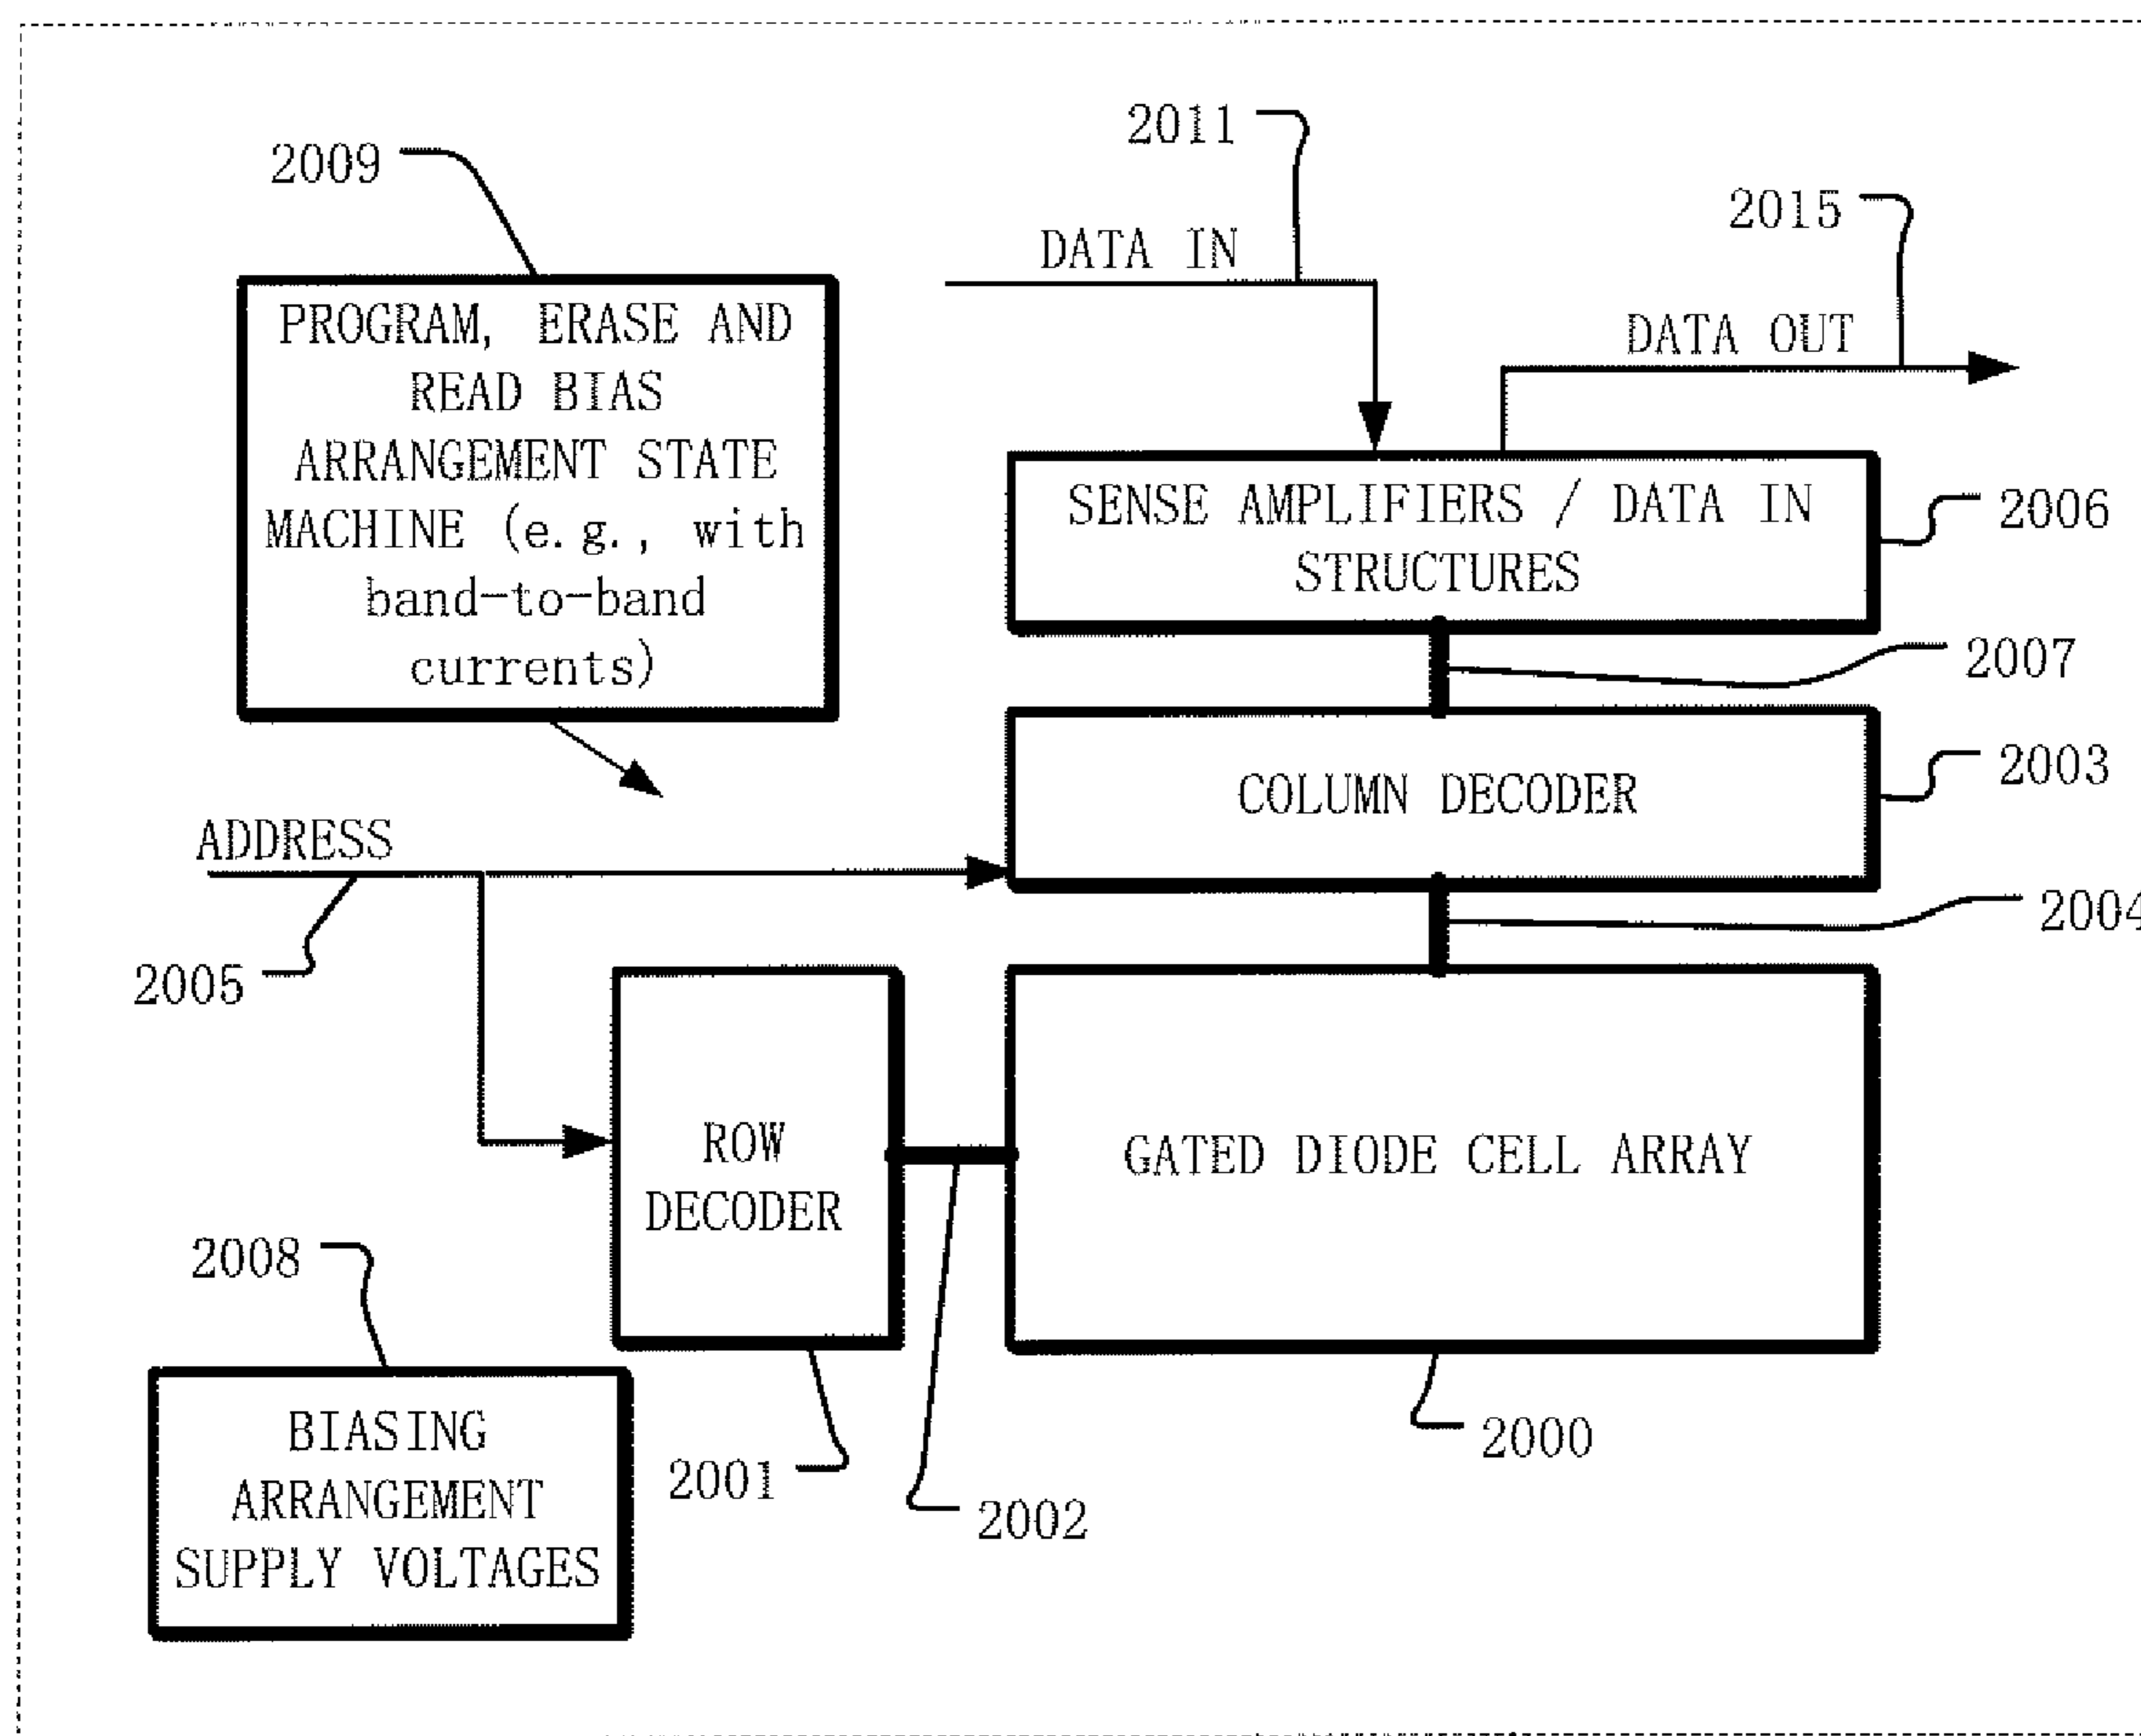 2011
2009
2015
DATA IN
PROGRAM, ERASE AND
READ BIAS
ARRANGEMENT STATE
MACHINE (e.g., with
band-to-band
currents)
DATA OUT
SENSE AMPLIFIERS / DATA IN
STRUCTURES
2006
2007
COLUMN DECODER
2003
ADDRESS
2004
2005
ROW
DECODER
GATED DIODE CELL ARRAY
2008
BIASING
ARRANGEMENT
SUPPLY VOLTAGES
2001
2002
2000